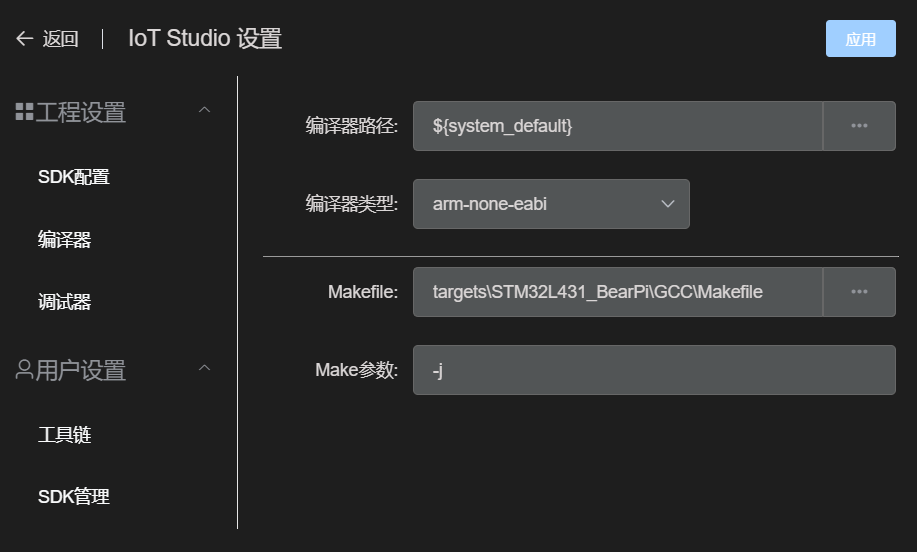 返回
IoT Studio 设置
应用
工程设置
SDK配置
编译器
调试器
用户设置
工具链
SDK管理
编译器路径: ${system_default} ···
编译器类型: arm-none-eabi
Makefile: targets\STM32L431_BearPi\GCC\Makefile ···
Make参数: -j